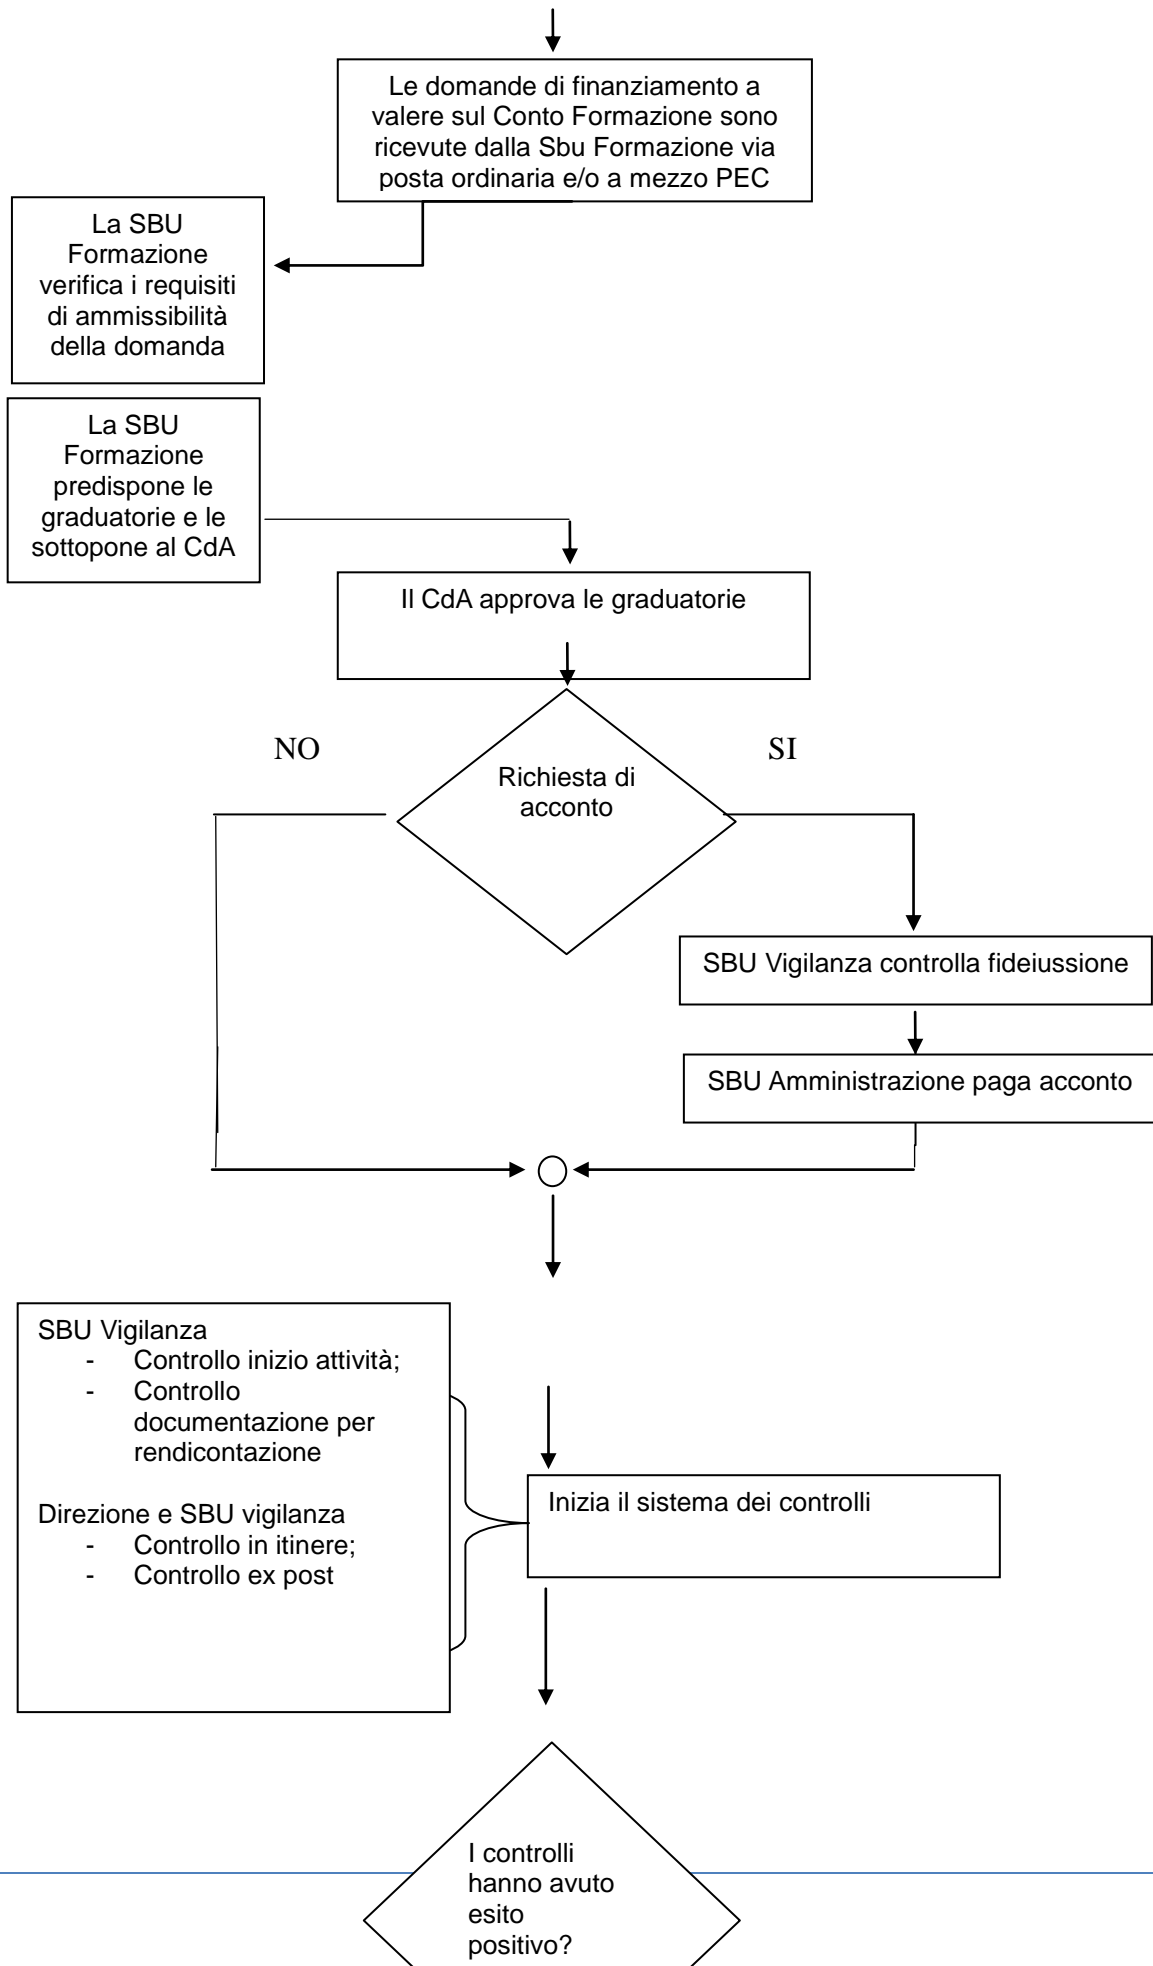 Le domande di finanziamento a
valere sul Conto Formazione sono
ricevute dalla Sbu Formazione via
posta ordinaria e/o a mezzo PEC
La SBU
Formazione
verifica i requisiti
di ammissibilità
della domanda
La SBU
Formazione
predispone le
graduatorie e le
sottopone al CdA
Il CdA approva le graduatorie
NO
SI
Richiesta di
acconto
SBU Vigilanza controlla fideiussione
SBU Amministrazione paga acconto
SBU Vigilanza
- Controllo inizio attività;
- Controllo
documentazione per
rendicontazione
Direzione e SBU vigilanza
- Controllo in itinere;
- Controllo ex post
Inizia il sistema dei controlli
I controlli
hanno avuto
esito
positivo?